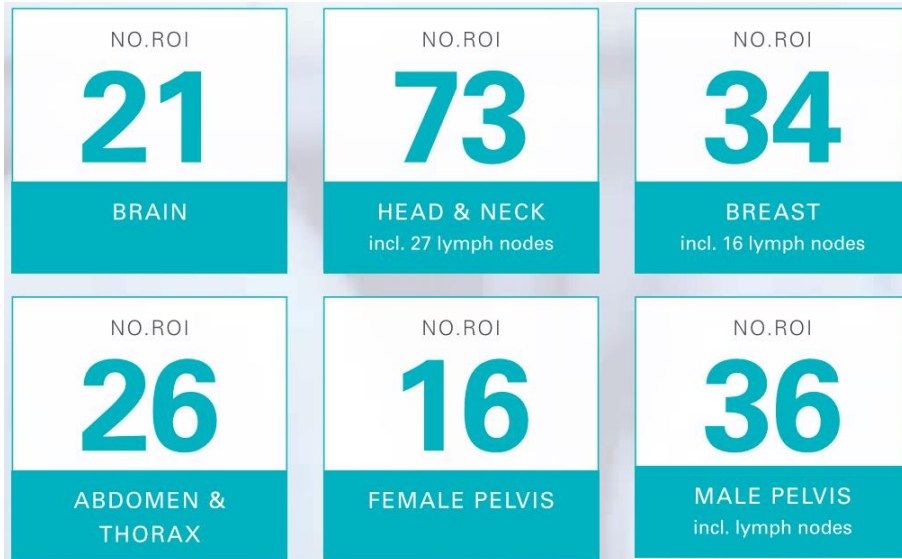 NO.ROI
21
BRAIN
NO.ROI
73
HEAD & NECK
incl. 27 lymph nodes
NO.ROI
34
BREAST
incl. 16 lymph nodes
NO.ROI
26
ABDOMEN &
THORAX
NO.ROI
16
FEMALE PELVIS
NO.ROI
36
MALE PELVIS
incl. lymph nodes